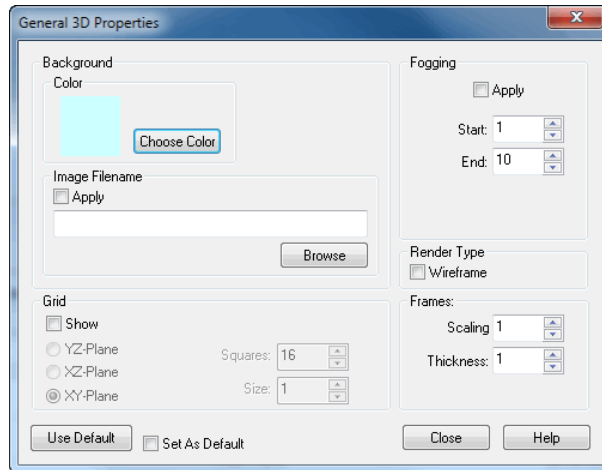 General 3D Properties
Background
Color
Choose Color
Image Filename
Apply
Browse
Fogging
Apply
Start: 1
End: 10
Render Type
Wireframe
Grid
Show
YZ-Plane
XZ-Plane
XY-Plane
Squares: 16
Size: 1
Frames:
Scaling 1
Thickness: 1
Use Default
Set As Default
Close
Help